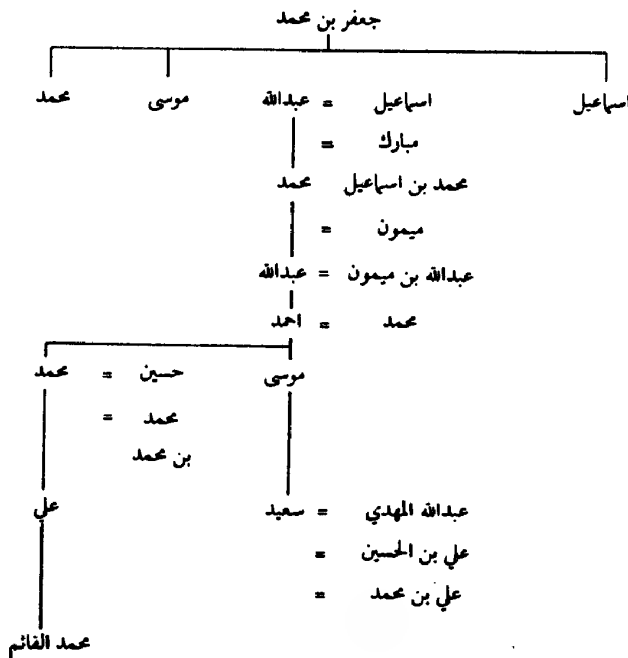 جعفر بن محمد
اسماعيل اسماعيل = عبدالله موسى محمد
مبارك =
محمد بن اسماعيل محمد
ميمون =
عبدالله بن ميمون = عبدالله
محمد = احمد
موسى حسين = محمد
محمد =
بن محمد
عبدالله المهدي = سعيد علي
علي بن الحسين =
علي بن محمد =
محمد القائم